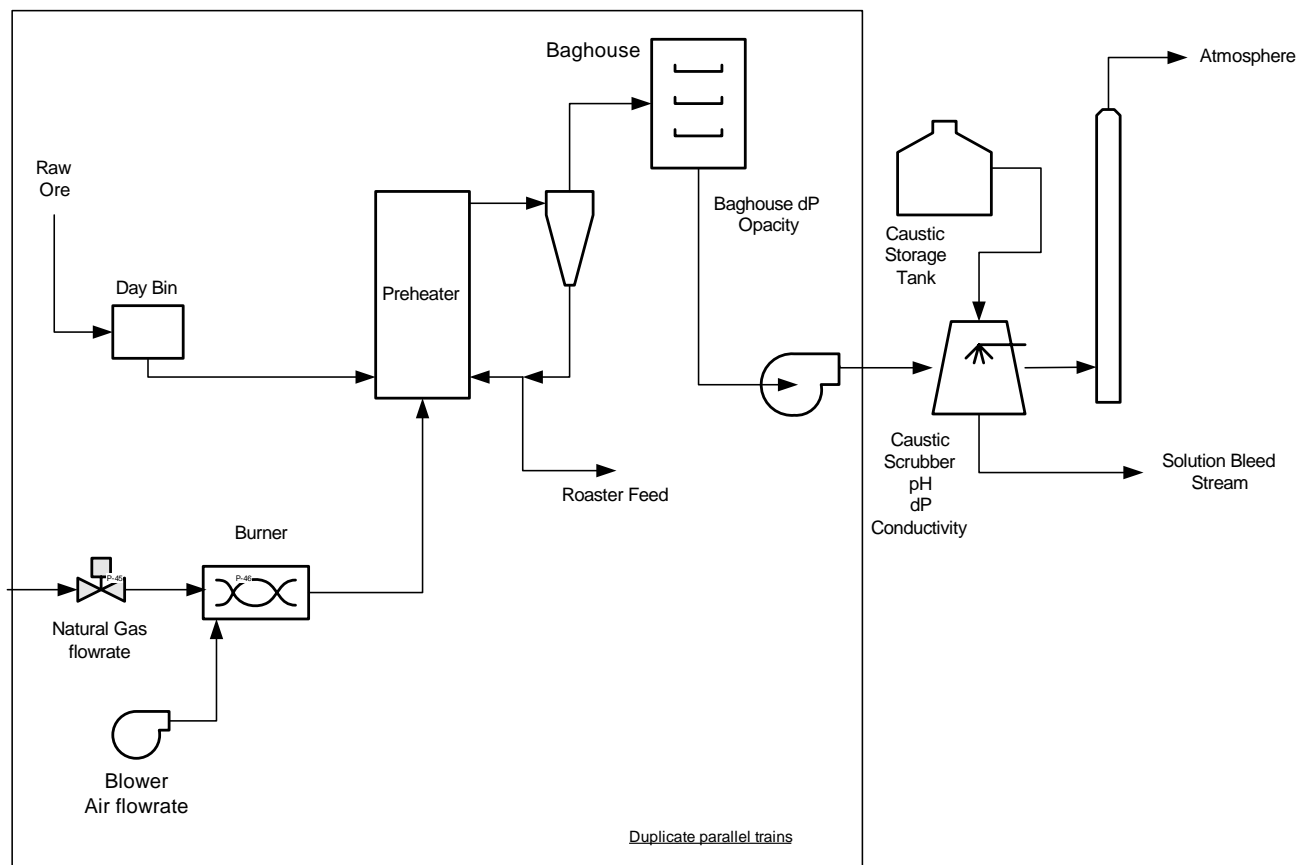 Baghouse
Atmosphere
Raw
Ore
Baghouse dP
Opacity
Caustic
Storage
Tank
Day Bin
Preheater
Caustic
Scrubber
pH
dP
Conductivity
Solution Bleed
Stream
Roaster Feed
Burner
P-45
P-46
Natural Gas
flowrate
Blower
Air flowrate
Duplicate parallel trains